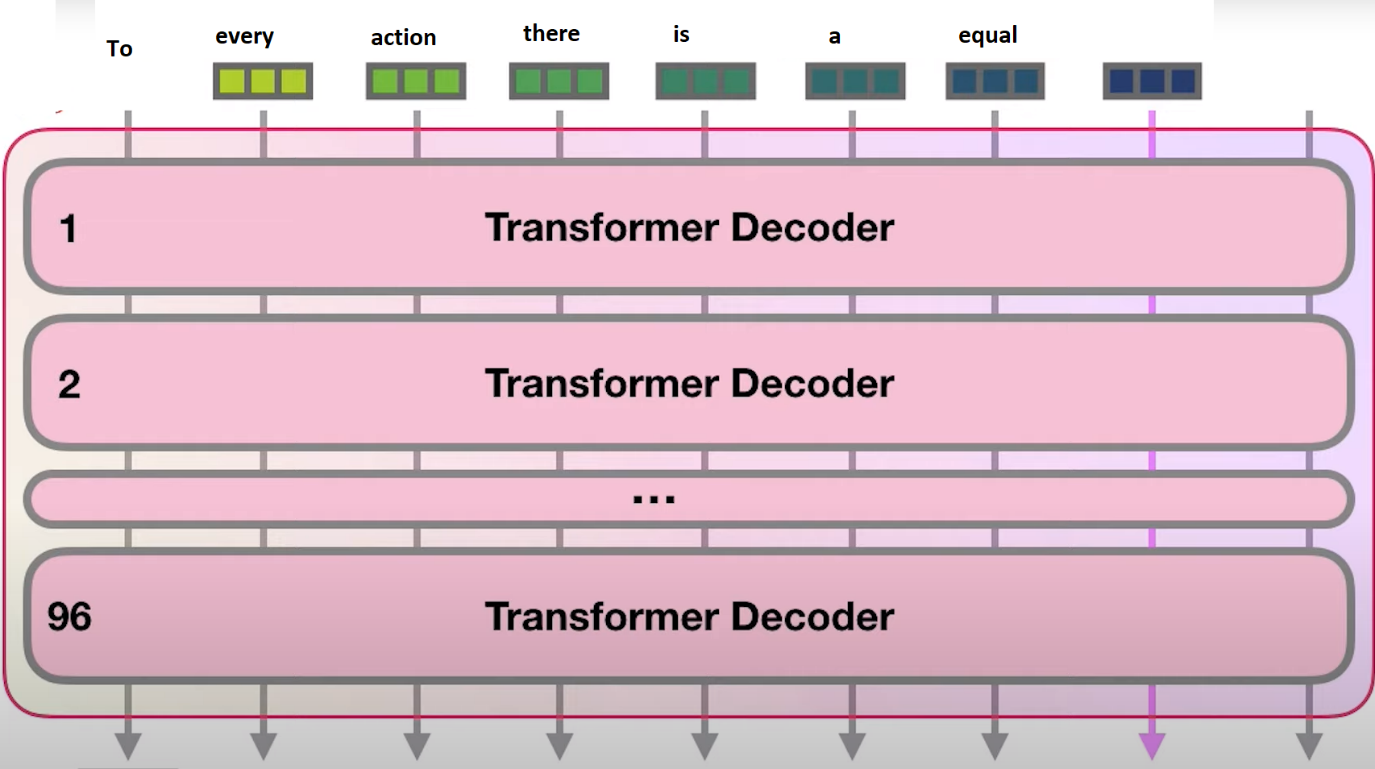 To every action there is a equal
1 Transformer Decoder
2 Transformer Decoder
...
96 Transformer Decoder